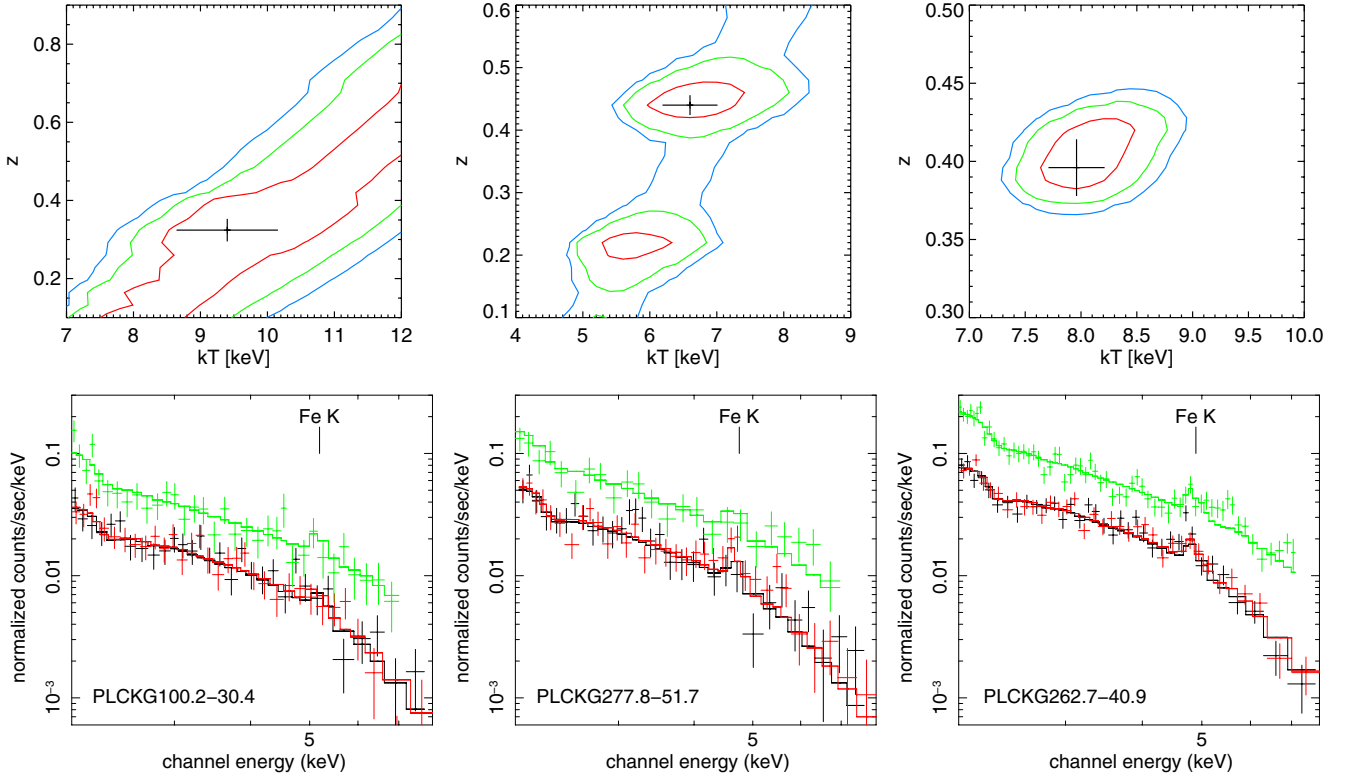 0.8
0.6
0.4
0.2
z
7 8 9 10 11 12
kT [keV]
0.6
0.5
0.4
0.3
0.2
0.1
z
4 5 6 7 8 9
kT [keV]
0.50
0.45
0.40
0.35
0.30
z
7.0 7.5 8.0 8.5 9.0 9.5 10.0
kT [keV]
Fe K
normalized counts/sec/keV
0.1
0.01
10⁻³
PLCKG100.2−30.4
5
channel energy (keV)
Fe K
normalized counts/sec/keV
0.1
0.01
10⁻³
PLCKG277.8−51.7
5
channel energy (keV)
Fe K
normalized counts/sec/keV
0.1
0.01
10⁻³
PLCKG262.7−40.9
5
channel energy (keV)